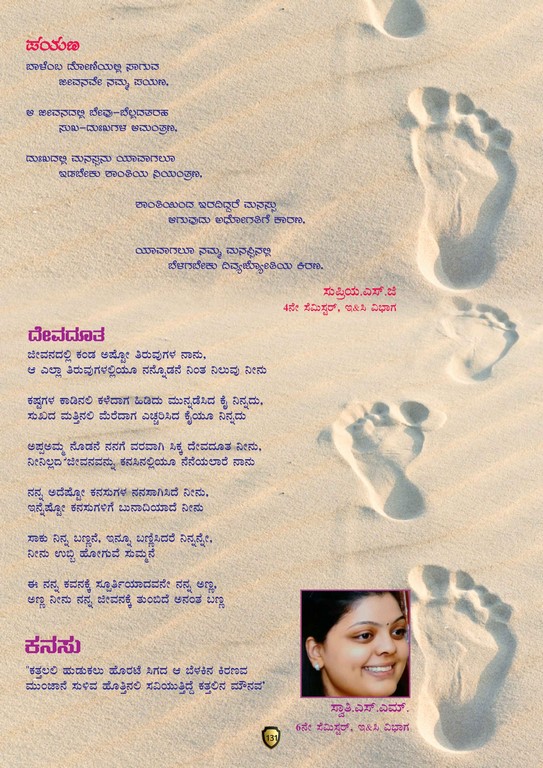 ಪಯಣ
ಬಾಳೆಂಬ ದೋಣಿಯಲ್ಲಿ ಸಾಗುವ
ಜೀವನವೇ ನಮ್ಮ ಪಯಣ.
ಆ ಜೀವನದಲ್ಲಿ ಬೇವು-ಬೆಲ್ಲದತರಹ
ಸುಖ-ದುಃಖಗಳ ಆಮಂತ್ರಣ.
ದುಃಖದಲ್ಲಿ ಮನಸ್ಸಿನ ಯಾವಾಗಲೂ
ಇಡಬೇಕು ಶಾಂತಿಯ ನಿಯಂತ್ರಣ.
ಶಾಂತಿಯಿಂದ ಇರದಿದ್ದರೆ ಮನಸ್ಸು
ಆಗುವುದು ಅಧೋಗತಿಗೆ ಕಾರಣ.
ಯಾವಾಗಲೂ ನಮ್ಮ ಮನಸ್ಸಿನಲ್ಲಿ
ಬೆಳಗಬೇಕು ದಿವ್ಯಜ್ಯೋತಿಯ ಕಿರಣ.
ಸುಪ್ರಿಯ.ಎಸ್.ಜಿ
4ನೇ ಸೆಮಿಸ್ಟರ್, ಇ&ಸಿ ವಿಭಾಗ
ದೇವದೂತ
ಜೀವನದಲ್ಲಿ ಕಂಡ ಅಷ್ಟೋ ತಿರುವುಗಳ ನಾನು,
ಆ ಎಲ್ಲಾ ತಿರುವುಗಳಲ್ಲಿಯೂ ನನ್ನೊಡನೆ ನಿಂತ ನಿಲುವು ನೀನು
ಕಷ್ಟಗಳ ಕಾಡಿನಲಿ ಕಳೆದಾಗ ಹಿಡಿದು ಮುನ್ನಡೆಸಿದ ಕೈ ನಿನ್ನದು,
ಸುಖದ ಮತ್ತಿನಲಿ ಮೆರೆದಾಗ ಎಚ್ಚರಿಸಿದ ಕೈಯೂ ನಿನ್ನದು
ಅಪ್ಪಅಮ್ಮ ನೊಡನೆ ನನಗೆ ವರವಾಗಿ ಸಿಕ್ಕ ದೇವದೂತ ನೀನು,
ನೀನಿಲ್ಲದ ಜೀವನವನ್ನು ಕನಸಿನಲ್ಲಿಯೂ ನೆನೆಯಲಾರೆ ನಾನು
ನನ್ನ ಅದೆಷ್ಟೋ ಕನಸುಗಳ ನನಸಾಗಿಸಿದೆ ನೀನು,
ಇನ್ನೆಷ್ಟೋ ಕನಸುಗಳಿಗೆ ಬುನಾದಿಯಾದೆ ನೀನು
ಸಾಕು ನಿನ್ನ ಬಣ್ಣನೆ, ಇನ್ನೂ ಬಣ್ಣಿಸಿದರೆ ನಿನ್ನನ್ನೇ,
ನೀನು ಉಬ್ಬಿ ಹೋಗುವೆ ಸುಮ್ಮನೆ
ಈ ನನ್ನ ಕವನಕ್ಕೆ ಸ್ಪೂರ್ತಿಯಾದವನೇ ನನ್ನ ಅಣ್ಣ,
ಅಣ್ಣ ನೀನು ನನ್ನ ಜೀವನಕ್ಕೆ ತುಂಬಿದೆ ಅನಂತ ಬಣ್ಣ
ಕನಸು
"ಕತ್ತಲಲಿ ಹುಡುಕಲು ಹೊರಟೆ ಸಿಗದ ಆ ಬೆಳಕಿನ ಕಿರಣವ
ಮುಂಜಾನೆ ಸುಳಿವ ಹೊತ್ತಿನಲಿ ಸವಿಯುತ್ತಿದ್ದೆ ಕತ್ತಲಿನ ಮೌನವ"
ಸ್ವಾತಿ.ಎಸ್.ಎಮ್.
6ನೇ ಸೆಮಿಸ್ಟರ್, ಇ&ಸಿ ವಿಭಾಗ
131